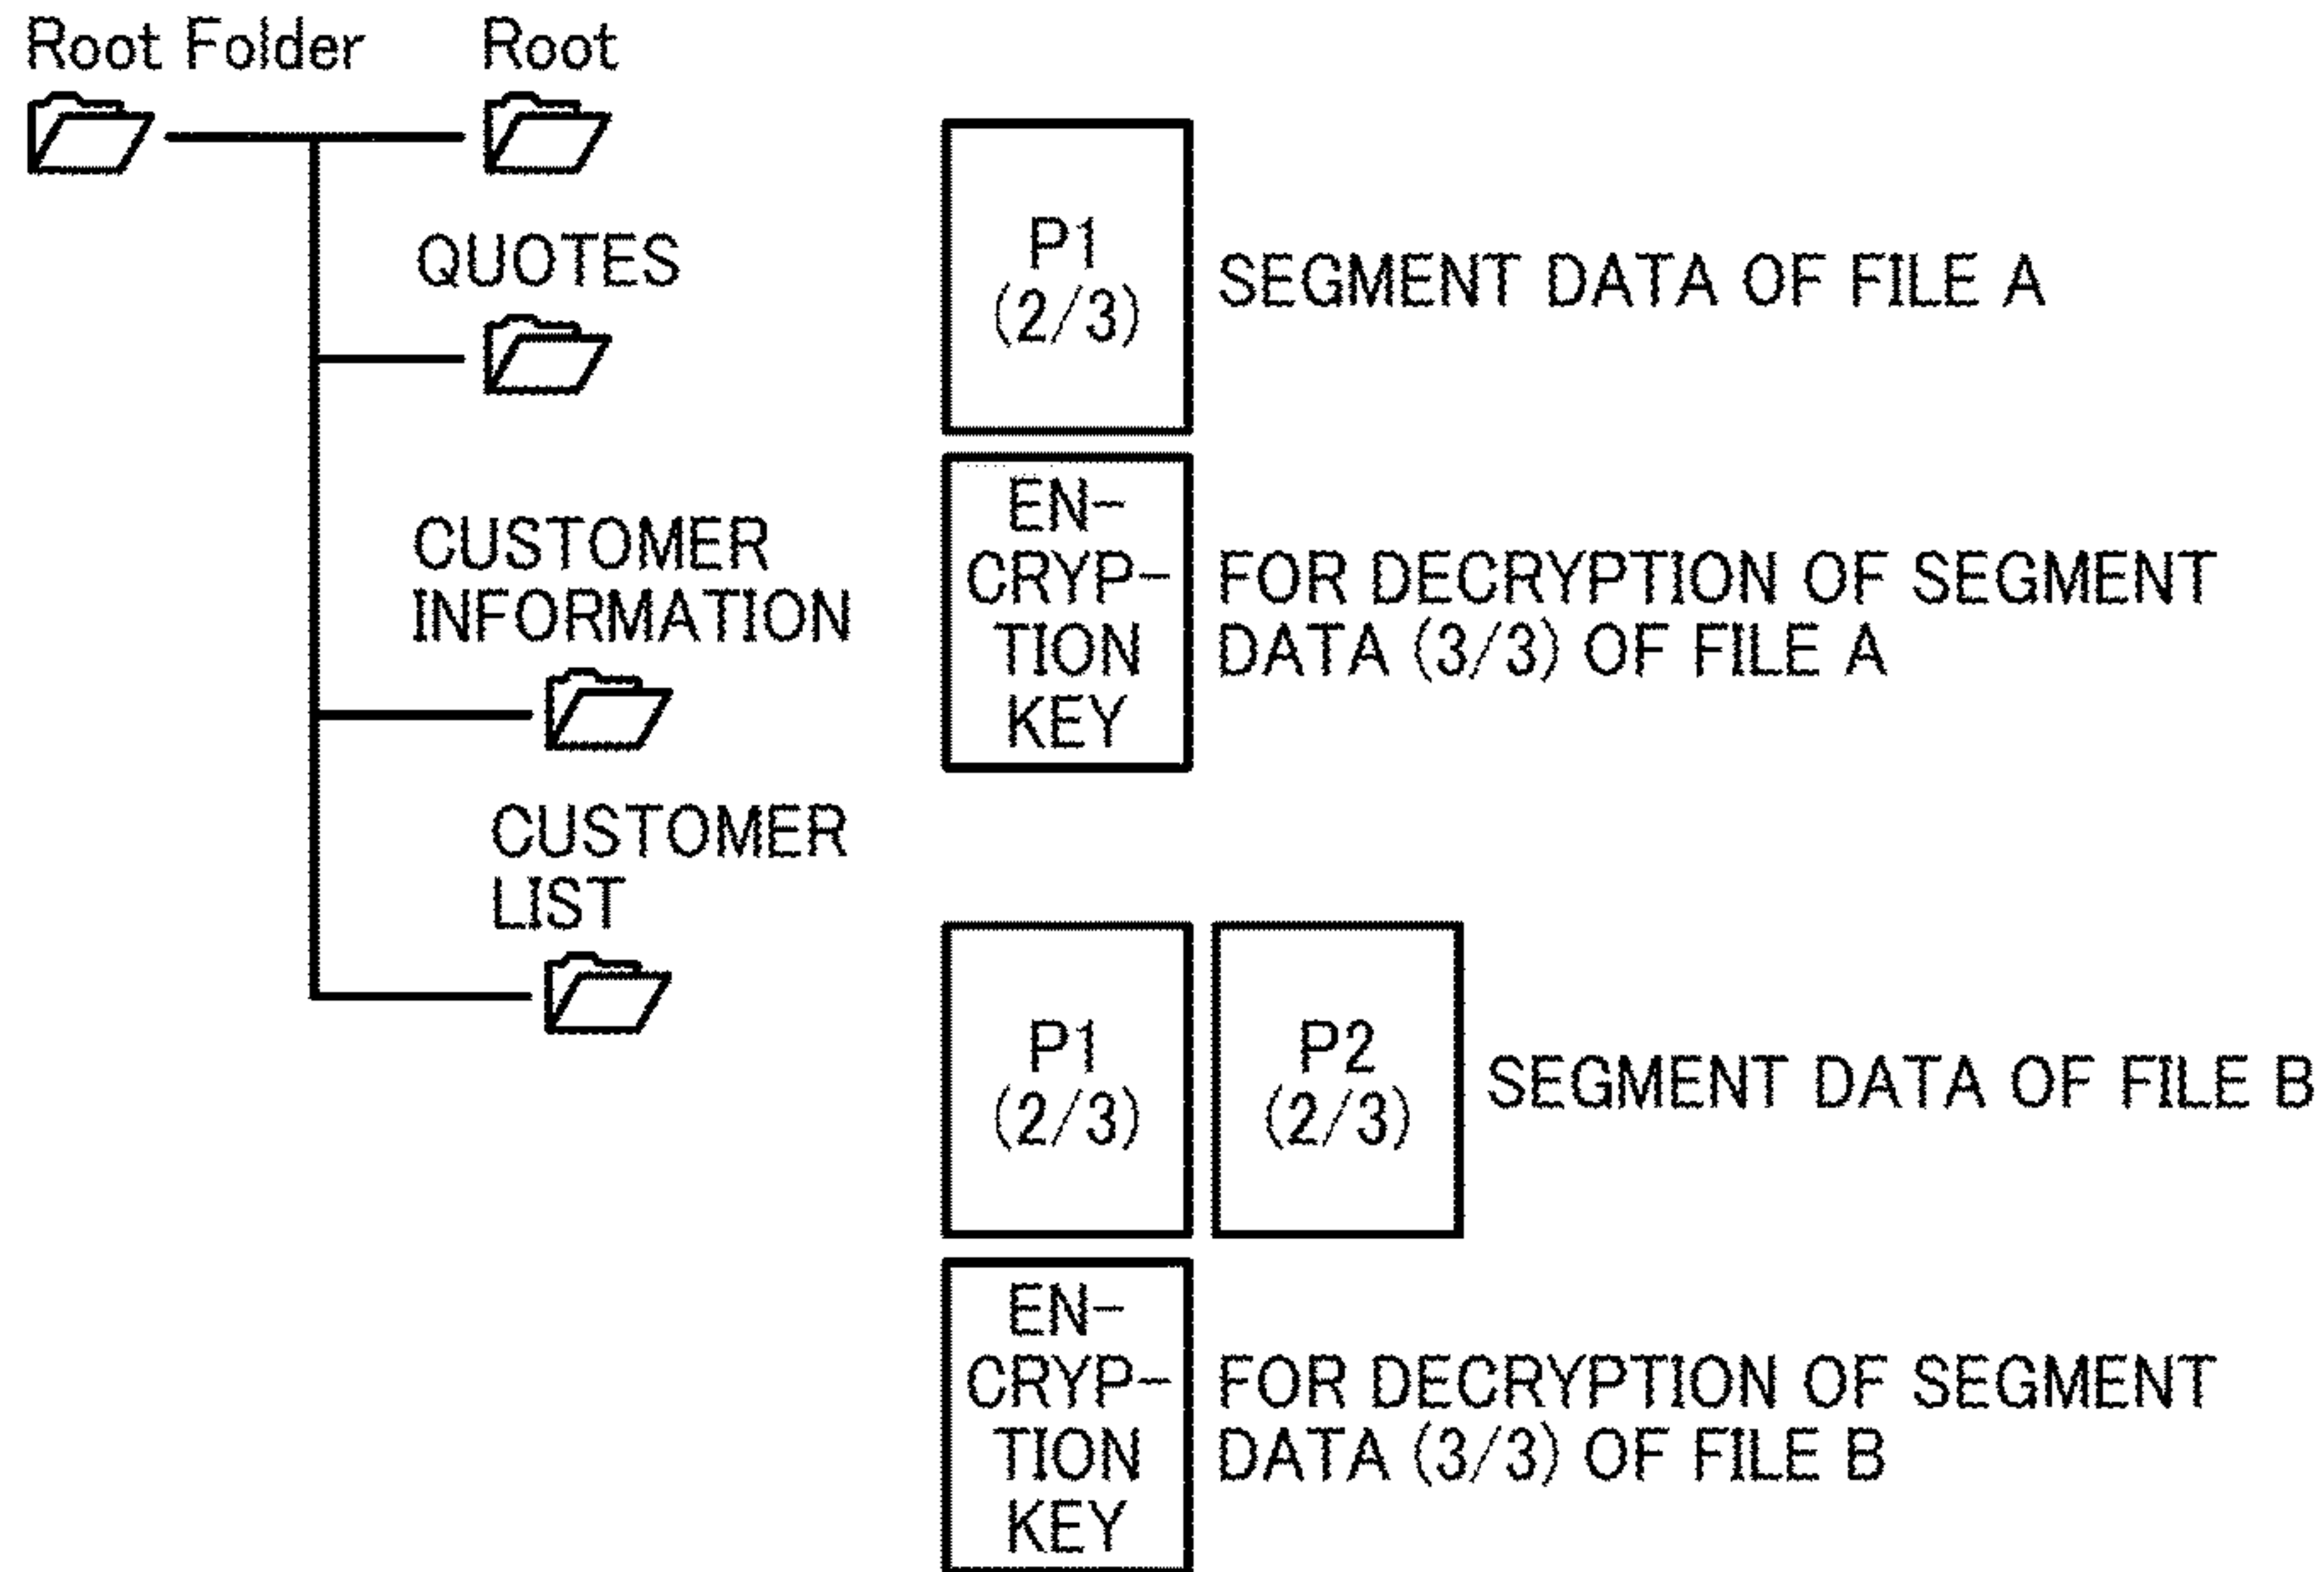 Root Folder
Root
QUOTES
CUSTOMER
INFORMATION
CUSTOMER
LIST
P1
(2/3)
SEGMENT DATA OF FILE A
EN-
CRYP-
TION
KEY
FOR DECRYPTION OF SEGMENT
DATA (3/3) OF FILE A
P1
(2/3)
P2
(2/3)
SEGMENT DATA OF FILE B
EN-
CRYP-
TION
KEY
FOR DECRYPTION OF SEGMENT
DATA (3/3) OF FILE B